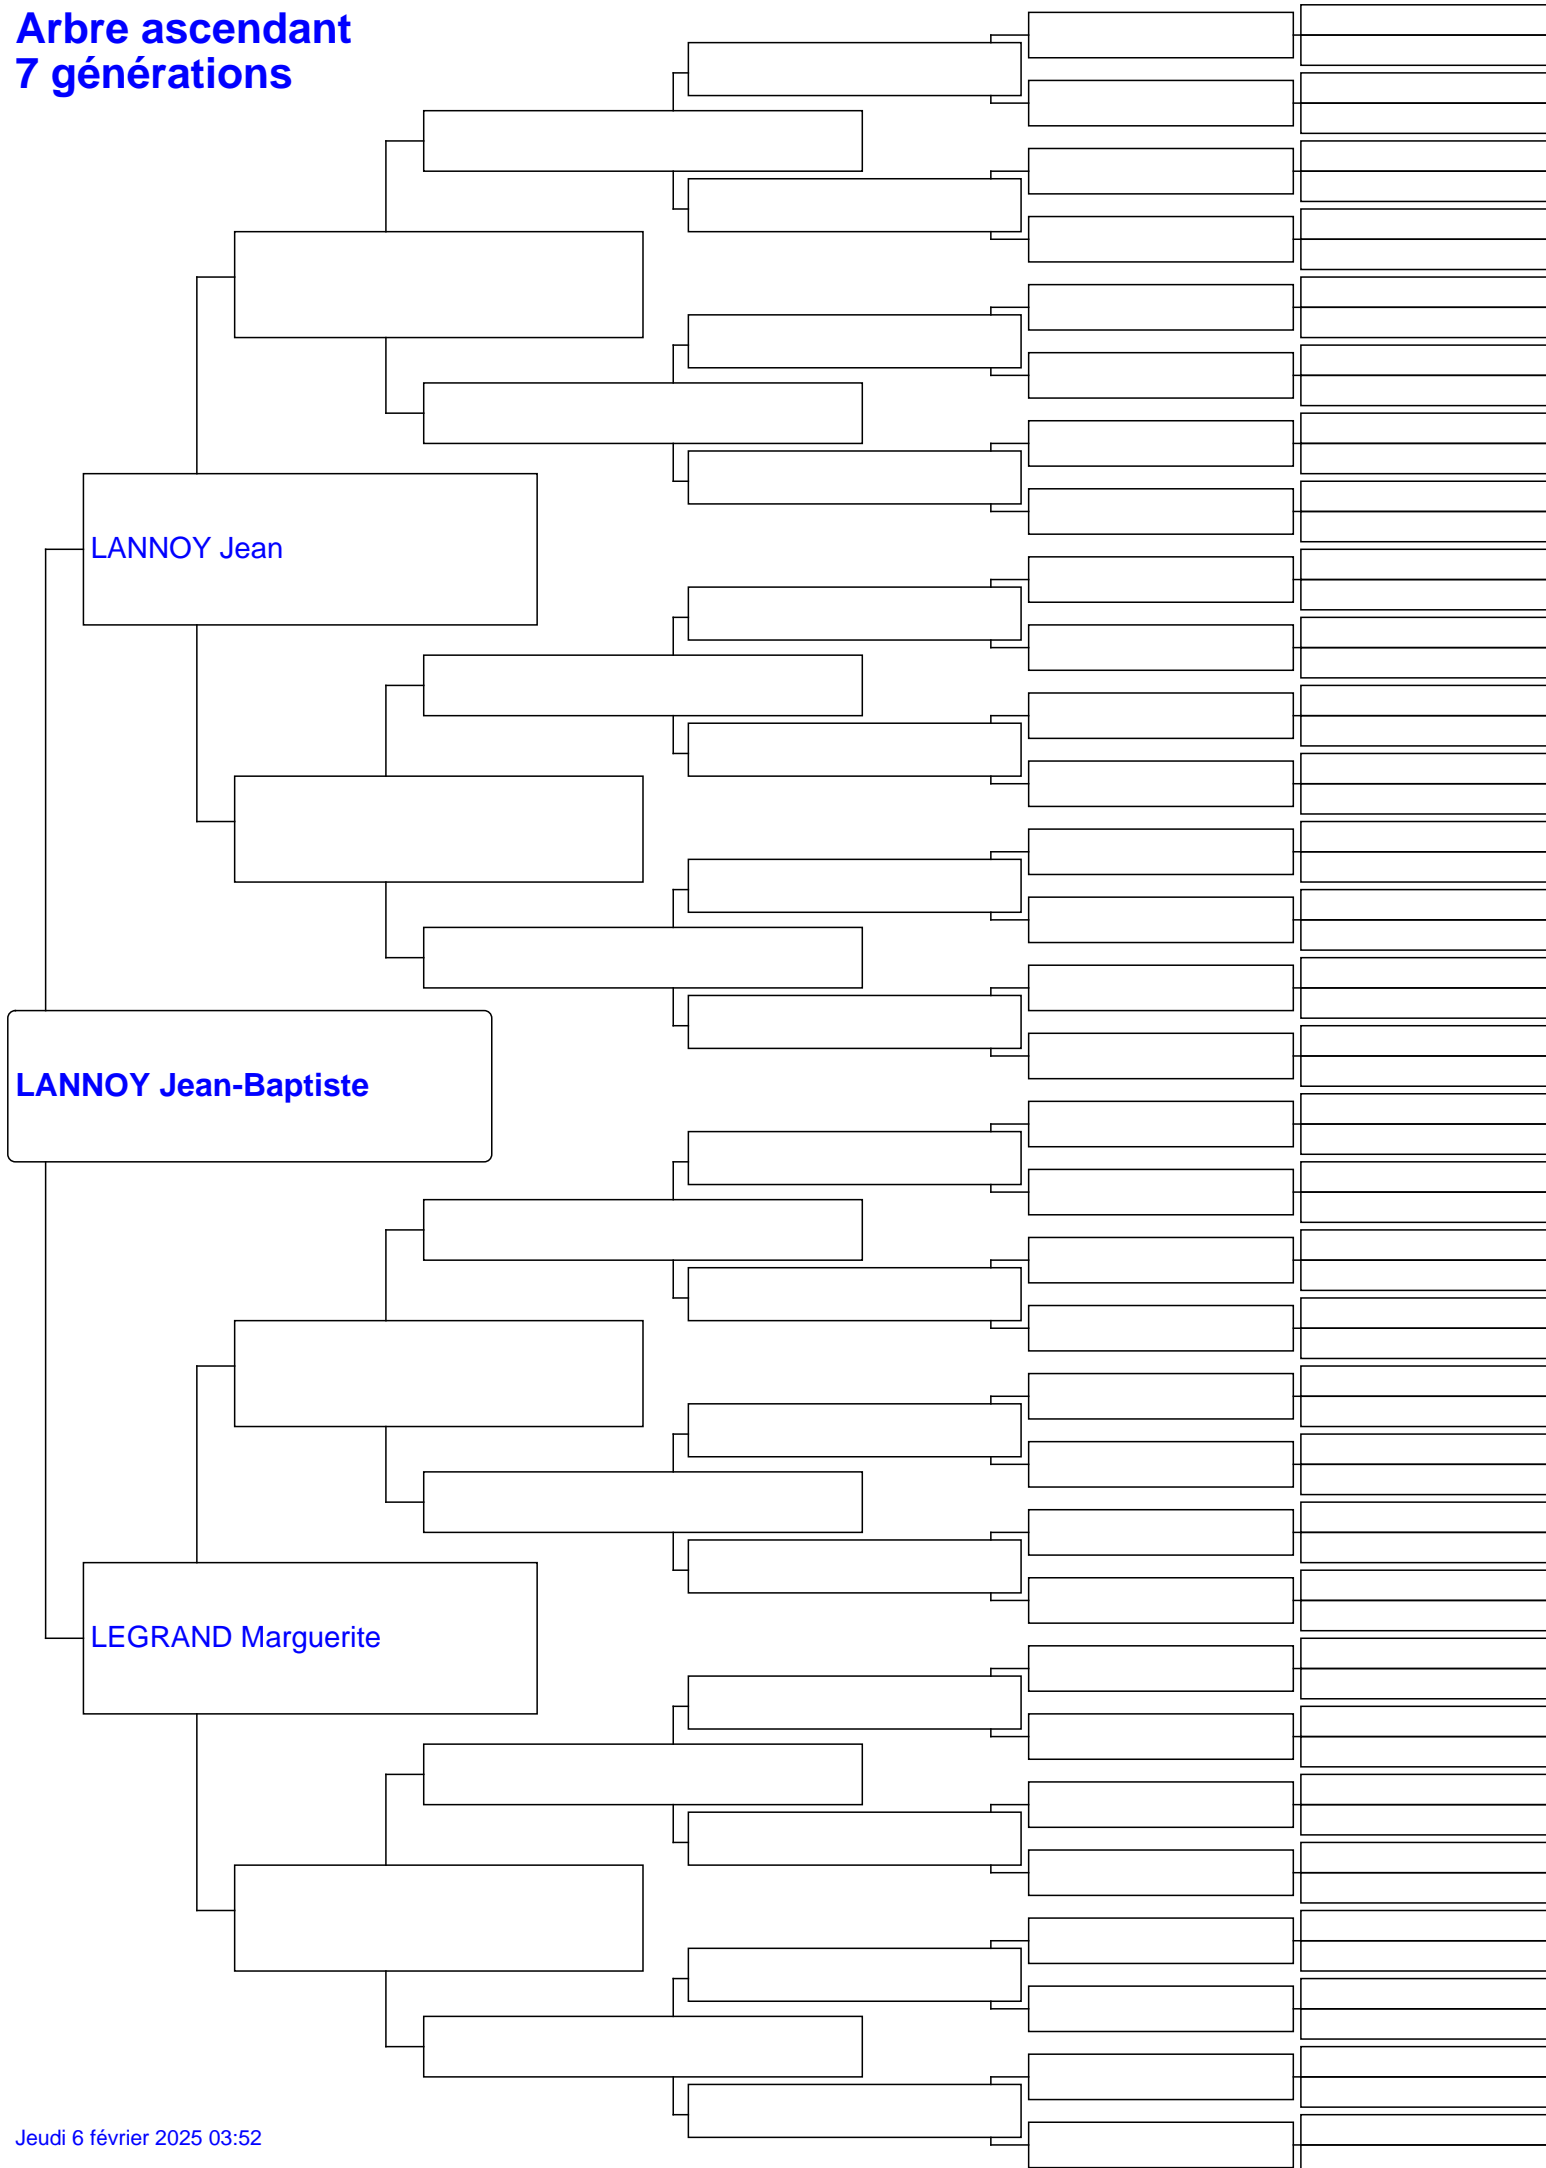 Arbre ascendant
7 générations
LANNOY Jean
LANNOY Jean-Baptiste
LEGRAND Marguerite
Jeudi 6 février 2025 03:52